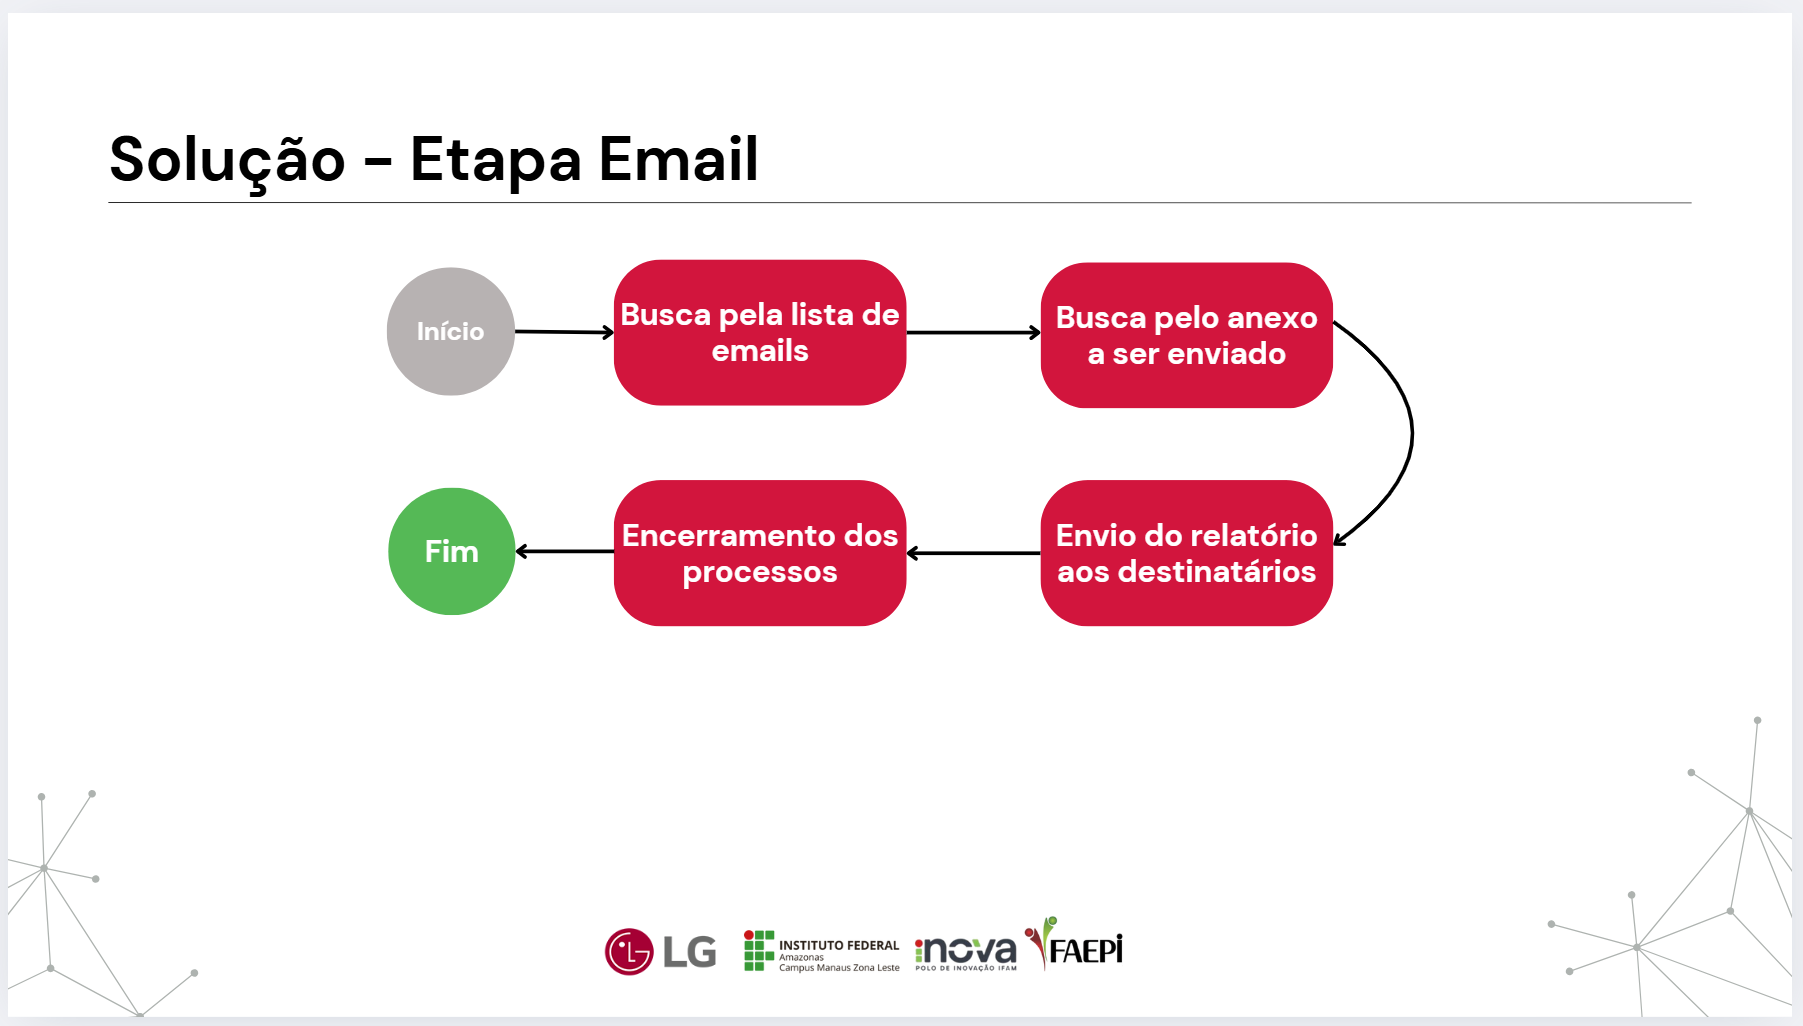 Solução - Etapa Email
Início
Busca pela lista de
emails
Busca pelo anexo
a ser enviado
Fim
Encerramento dos
processos
Envio do relatório
aos destinatários
LG
INSTITUTO FEDERAL
Amazonas
Campus Manaus Zona Leste
inova
POLO DE INOVAÇÃO IFAM
FAEPI